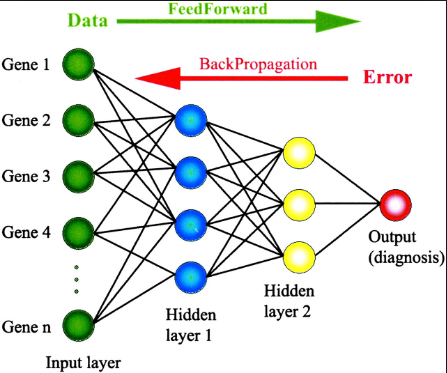 FeedForward
Data
BackPropagation
Error
Gene 1
Gene 2
Gene 3
Gene 4
Gene n
Input layer
Hidden
layer 1
Hidden
layer 2
Output
(diagnosis)